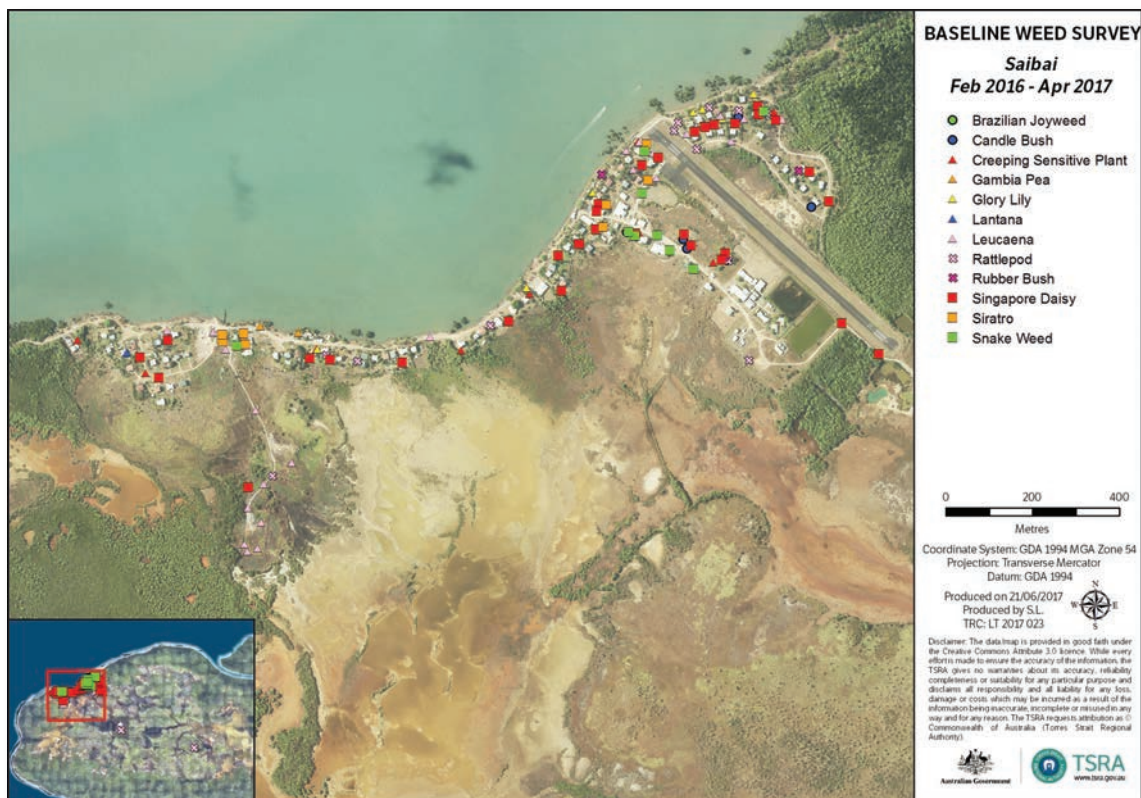 BASELINE WEED SURVEY
Saibai
Feb 2016 - Apr 2017
Brazilian Joyweed
Candle Bush
Creeping Sensitive Plant
Gambia Pea
Glory Lily
Lantana
Leucaena
Rattlepod
Rubber Bush
Singapore Daisy
Siratro
Snake Weed
0 200 400
Metres
Coordinate System: GDA 1994 MGA Zone 54
Projection: Transverse Mercator
Datum: GDA 1994
Produced on 21/06/2017
Produced by S.L.
TRC: LT 2017 023
N
W E
S
Disclaimer: The data/map is provided in good faith under
the Creative Commons Attribute 3.0 licence. While every
effort is made to ensure the accuracy of the information, the
TSRA gives no warranties about its accuracy, reliability
completeness or suitability for any particular purpose and
disclaims all responsibility and all liability for any loss,
damage or costs which may be incurred as a result of the
information being inaccurate, incomplete or misused in any
way and for any reason. The TSRA requests attribution as ©
Commonwealth of Australia (Torres Strait Regional
Authority).
Australian Government
TSRA
www.tsra.gov.au